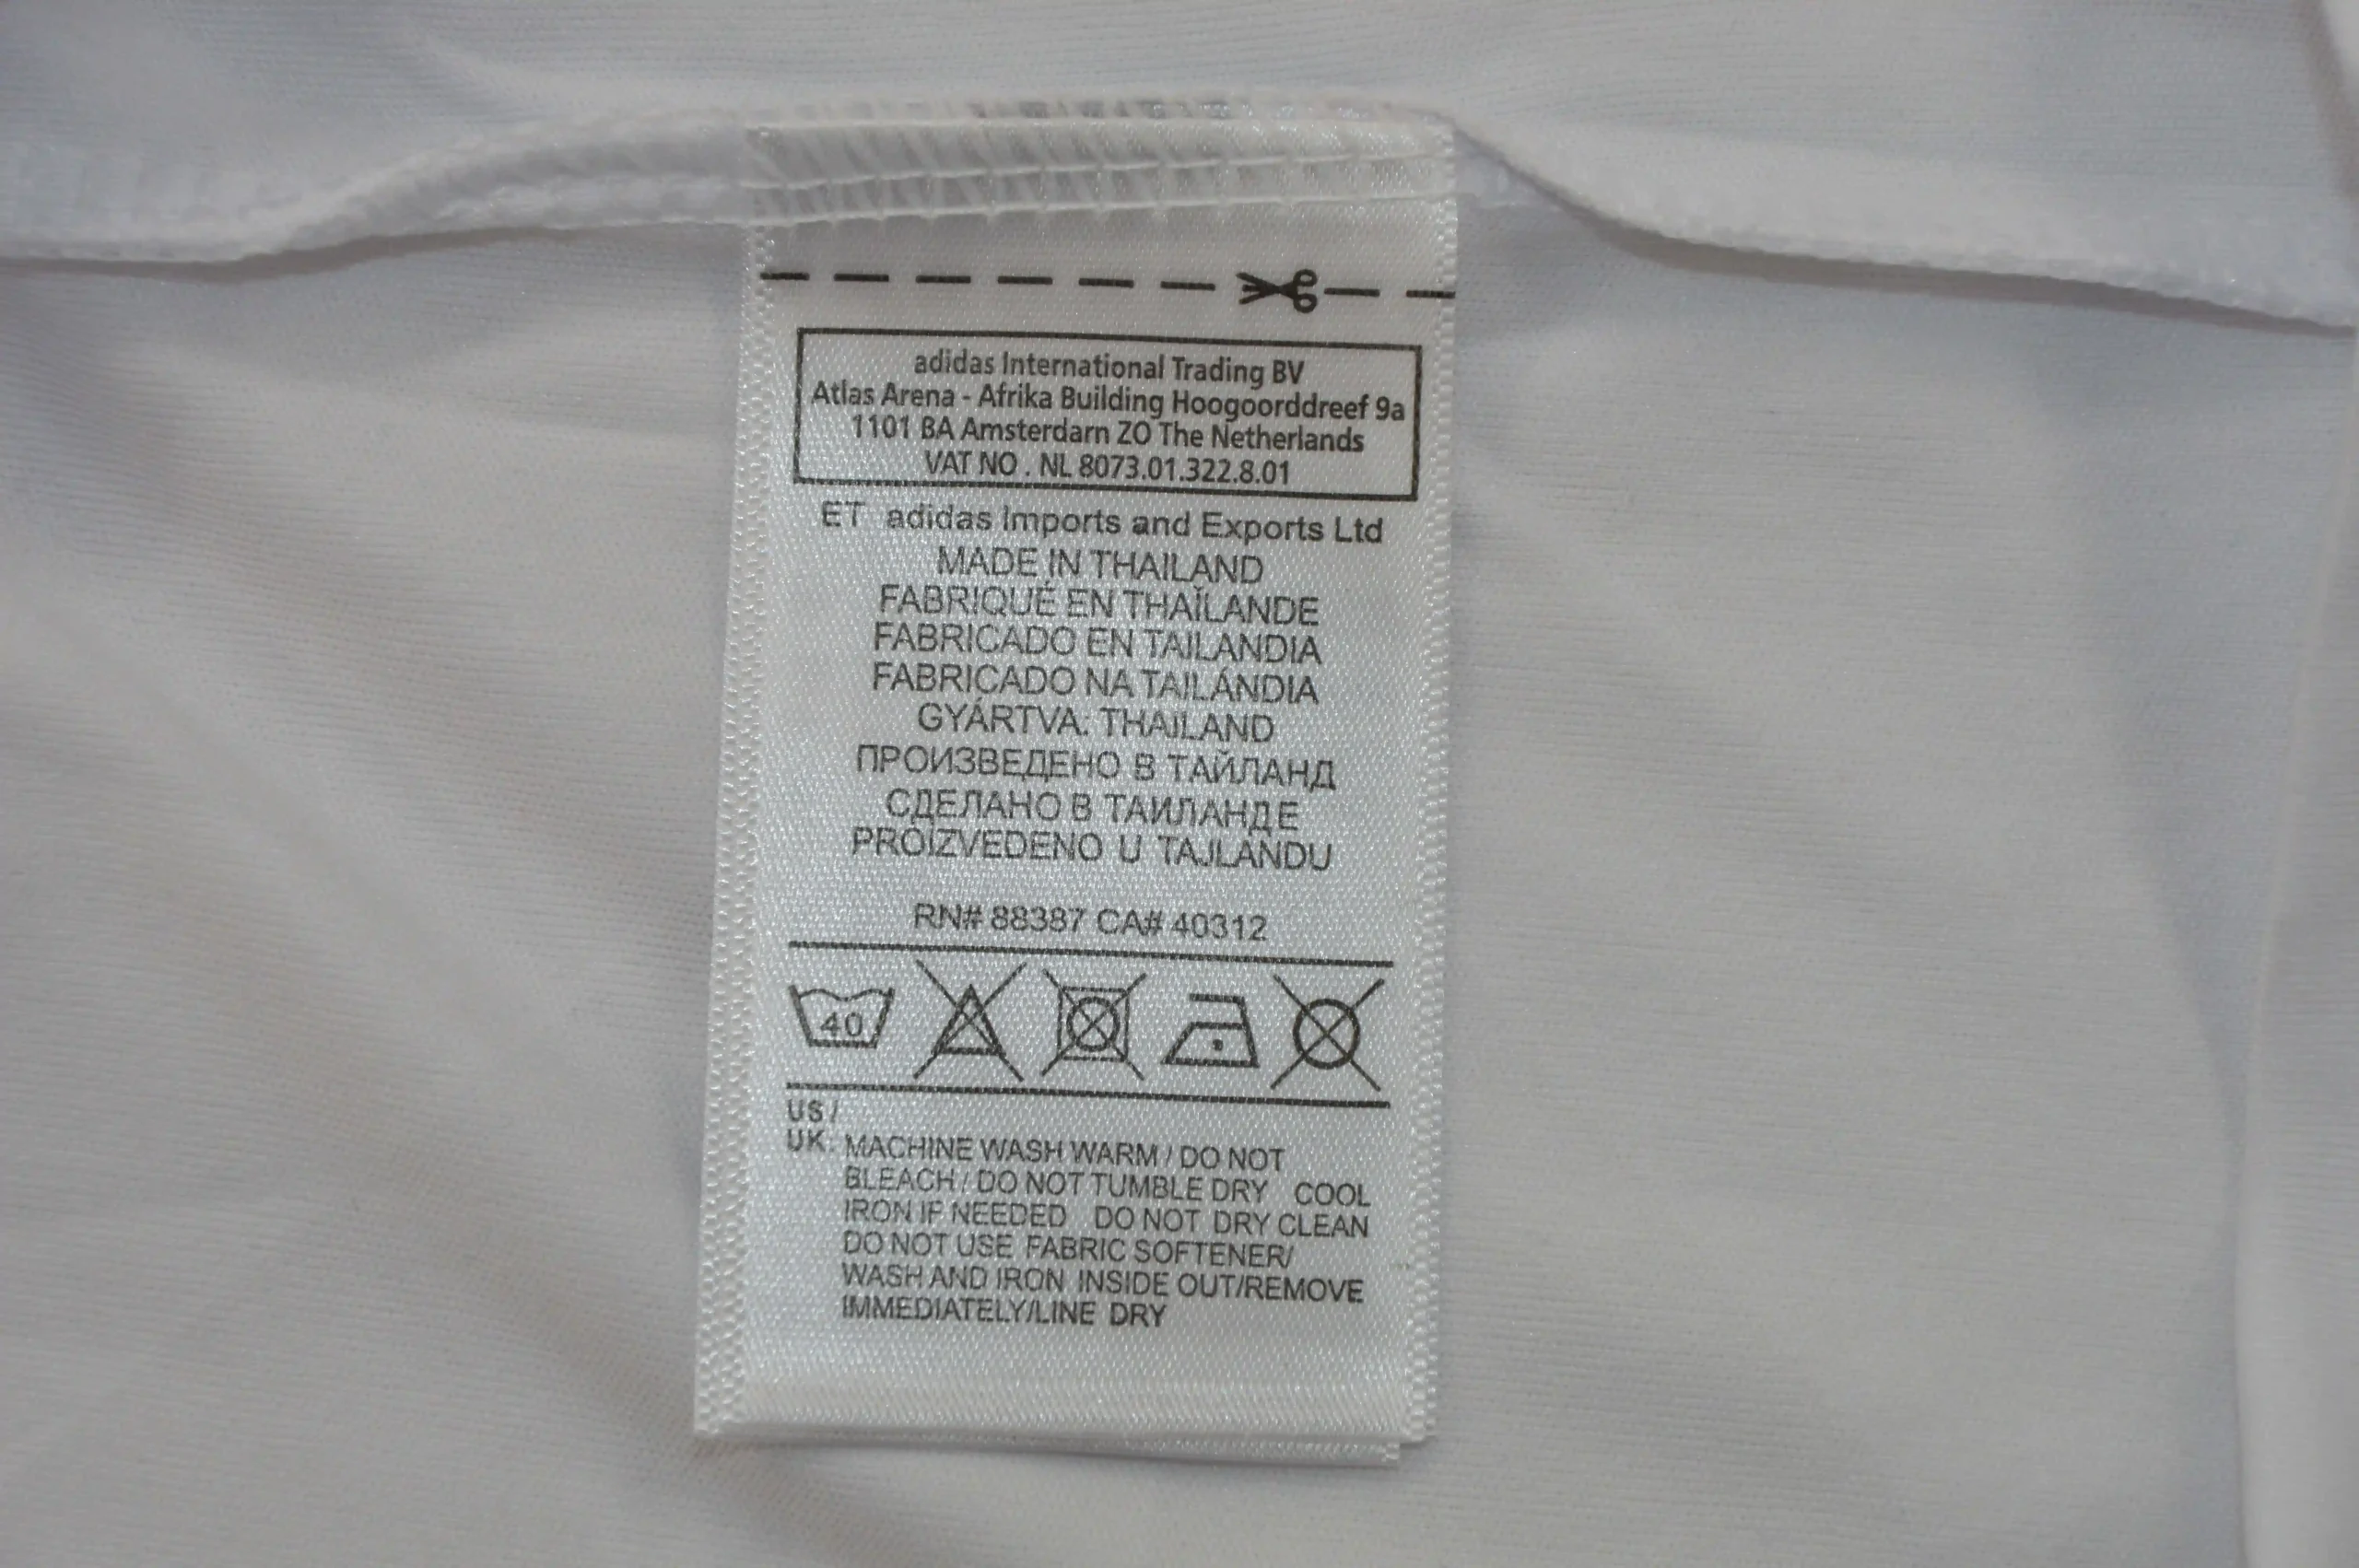 adidas International Trading BV
Atlas Arena - Afrika Building Hoogoorddreef 9a
1101 BA Amsterdarn ZO The Netherlands
VAT NO . NL 8073.01.322.8.01
ET adidas Imports and Exports Ltd
MADE IN THAILAND
FABRIQUÉ EN THAÏLANDE
FABRICADO EN TAILANDIA
FABRICADO NA TAILÁNDIA
GYÁRTVA: THAILAND
ПРОИЗВЕДЕНО В ТАЙЛАНД
СДЕЛАНО В ТАИЛАНДЕ
PROIZVEDENO U TAJLANDU
RN# 88387 CA# 40312
40
US /
UK: MACHINE WASH WARM / DO NOT
BLEACH / DO NOT TUMBLE DRY COOL
IRON IF NEEDED DO NOT DRY CLEAN
DO NOT USE FABRIC SOFTENER/
WASH AND IRON INSIDE OUT/REMOVE
IMMEDIATELY/LINE DRY